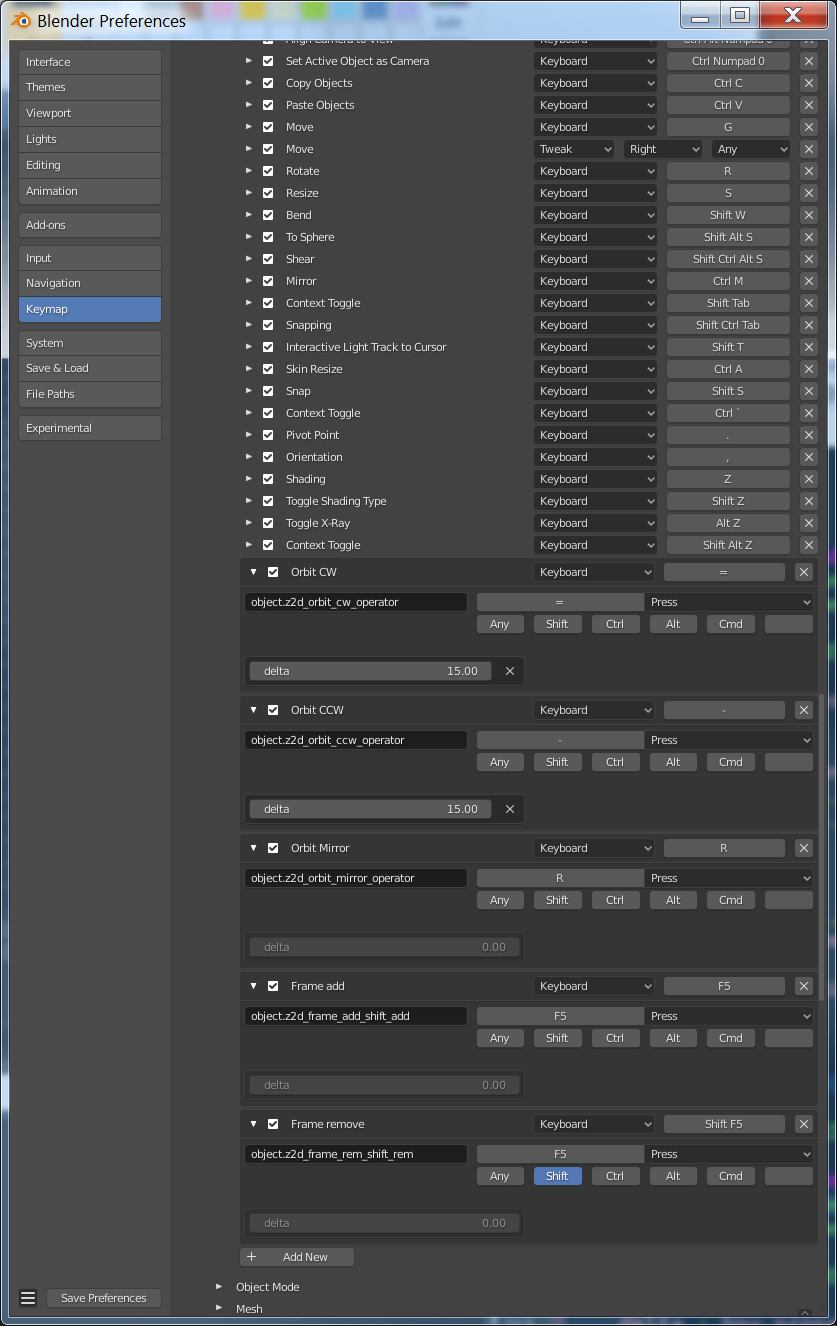 Blender Preferences
Interface
Themes
Viewport
Lights
Editing
Animation
Add-ons
Input
Navigation
Keymap
System
Save & Load
File Paths
Experimental
Save Preferences
Align Camera to View Keyboard Ctrl Alt Numpad 0
Set Active Object as Camera Keyboard Ctrl Numpad 0
Copy Objects Keyboard Ctrl C
Paste Objects Keyboard Ctrl V
Move Keyboard G
Move Tweak Right Any
Rotate Keyboard R
Resize Keyboard S
Bend Keyboard Shift W
To Sphere Keyboard Shift Alt S
Shear Keyboard Shift Ctrl Alt S
Mirror Keyboard Ctrl M
Context Toggle Keyboard Shift Tab
Snapping Keyboard Shift Ctrl Tab
Interactive Light Track to Cursor Keyboard Shift T
Skin Resize Keyboard Ctrl A
Snap Keyboard Shift S
Context Toggle Keyboard Ctrl `
Pivot Point Keyboard .
Orientation Keyboard ,
Shading Keyboard Z
Toggle Shading Type Keyboard Shift Z
Toggle X-Ray Keyboard Alt Z
Context Toggle Keyboard Shift Alt Z
Orbit CW Keyboard =
object.z2d_orbit_cw_operator = Press
Any Shift Ctrl Alt Cmd
delta 15.00
Orbit CCW Keyboard -
object.z2d_orbit_ccw_operator - Press
Any Shift Ctrl Alt Cmd
delta 15.00
Orbit Mirror Keyboard R
object.z2d_orbit_mirror_operator R Press
Any Shift Ctrl Alt Cmd
delta 0.00
Frame add Keyboard F5
object.z2d_frame_add_shift_add F5 Press
Any Shift Ctrl Alt Cmd
delta 0.00
Frame remove Keyboard Shift F5
object.z2d_frame_rem_shift_rem F5 Press
Any Shift Ctrl Alt Cmd
delta 0.00
+ Add New
Object Mode
Mesh